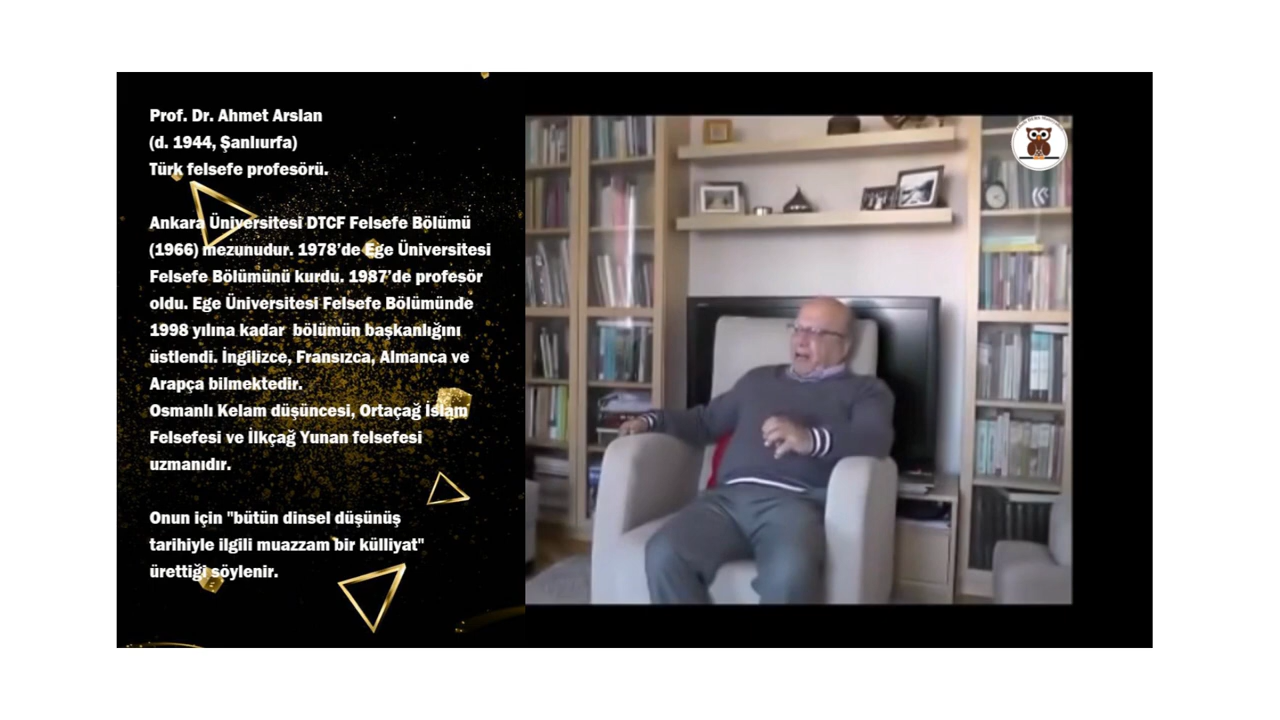 Prof. Dr. Ahmet Arslan
(d. 1944, Şanlıurfa)
Türk felsefe profesörü.
Ankara Üniversitesi DTCF Felsefe Bölümü
(1966) mezunudur. 1978’de Ege Üniversitesi
Felsefe Bölümünü kurdu. 1987’de profesör
oldu. Ege Üniversitesi Felsefe Bölümünde
1998 yılına kadar bölümün başkanlığını
üstlendi. İngilizce, Fransızca, Almanca ve
Arapça bilmektedir.
Osmanlı Kelam düşüncesi, Ortaçağ İslam
Felsefesi ve İlkçağ Yunan felsefesi
uzmanıdır.
Onun için "bütün dinsel düşünüş
tarihiyle ilgili muazzam bir külliyat"
ürettiği söylenir.